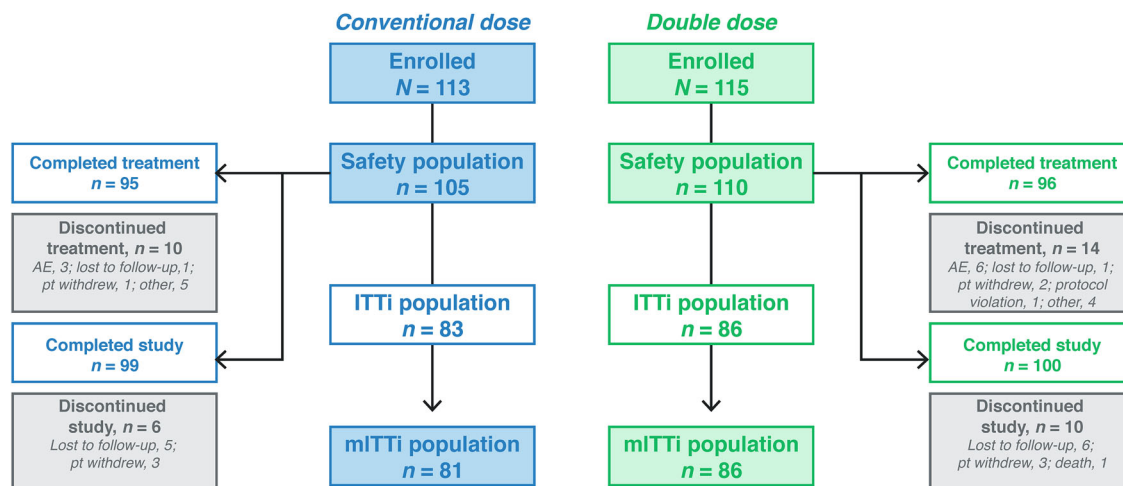 Conventional dose
Double dose
Enrolled
N = 113
Enrolled
N = 115
Completed treatment
n = 95
Safety population
n = 105
Safety population
n = 110
Completed treatment
n = 96
Discontinued
treatment, n = 10
AE, 3; lost to follow-up,1;
pt withdrew, 1; other, 5
Discontinued
treatment, n = 14
AE, 6; lost to follow-up, 1;
pt withdrew, 2; protocol
violation, 1; other, 4
ITTi population
n = 83
ITTi population
n = 86
Completed study
n = 99
Completed study
n = 100
Discontinued
study, n = 6
Lost to follow-up, 5;
pt withdrew, 3
mITTi population
n = 81
mITTi population
n = 86
Discontinued
study, n = 10
Lost to follow-up, 6;
pt withdrew, 3; death, 1